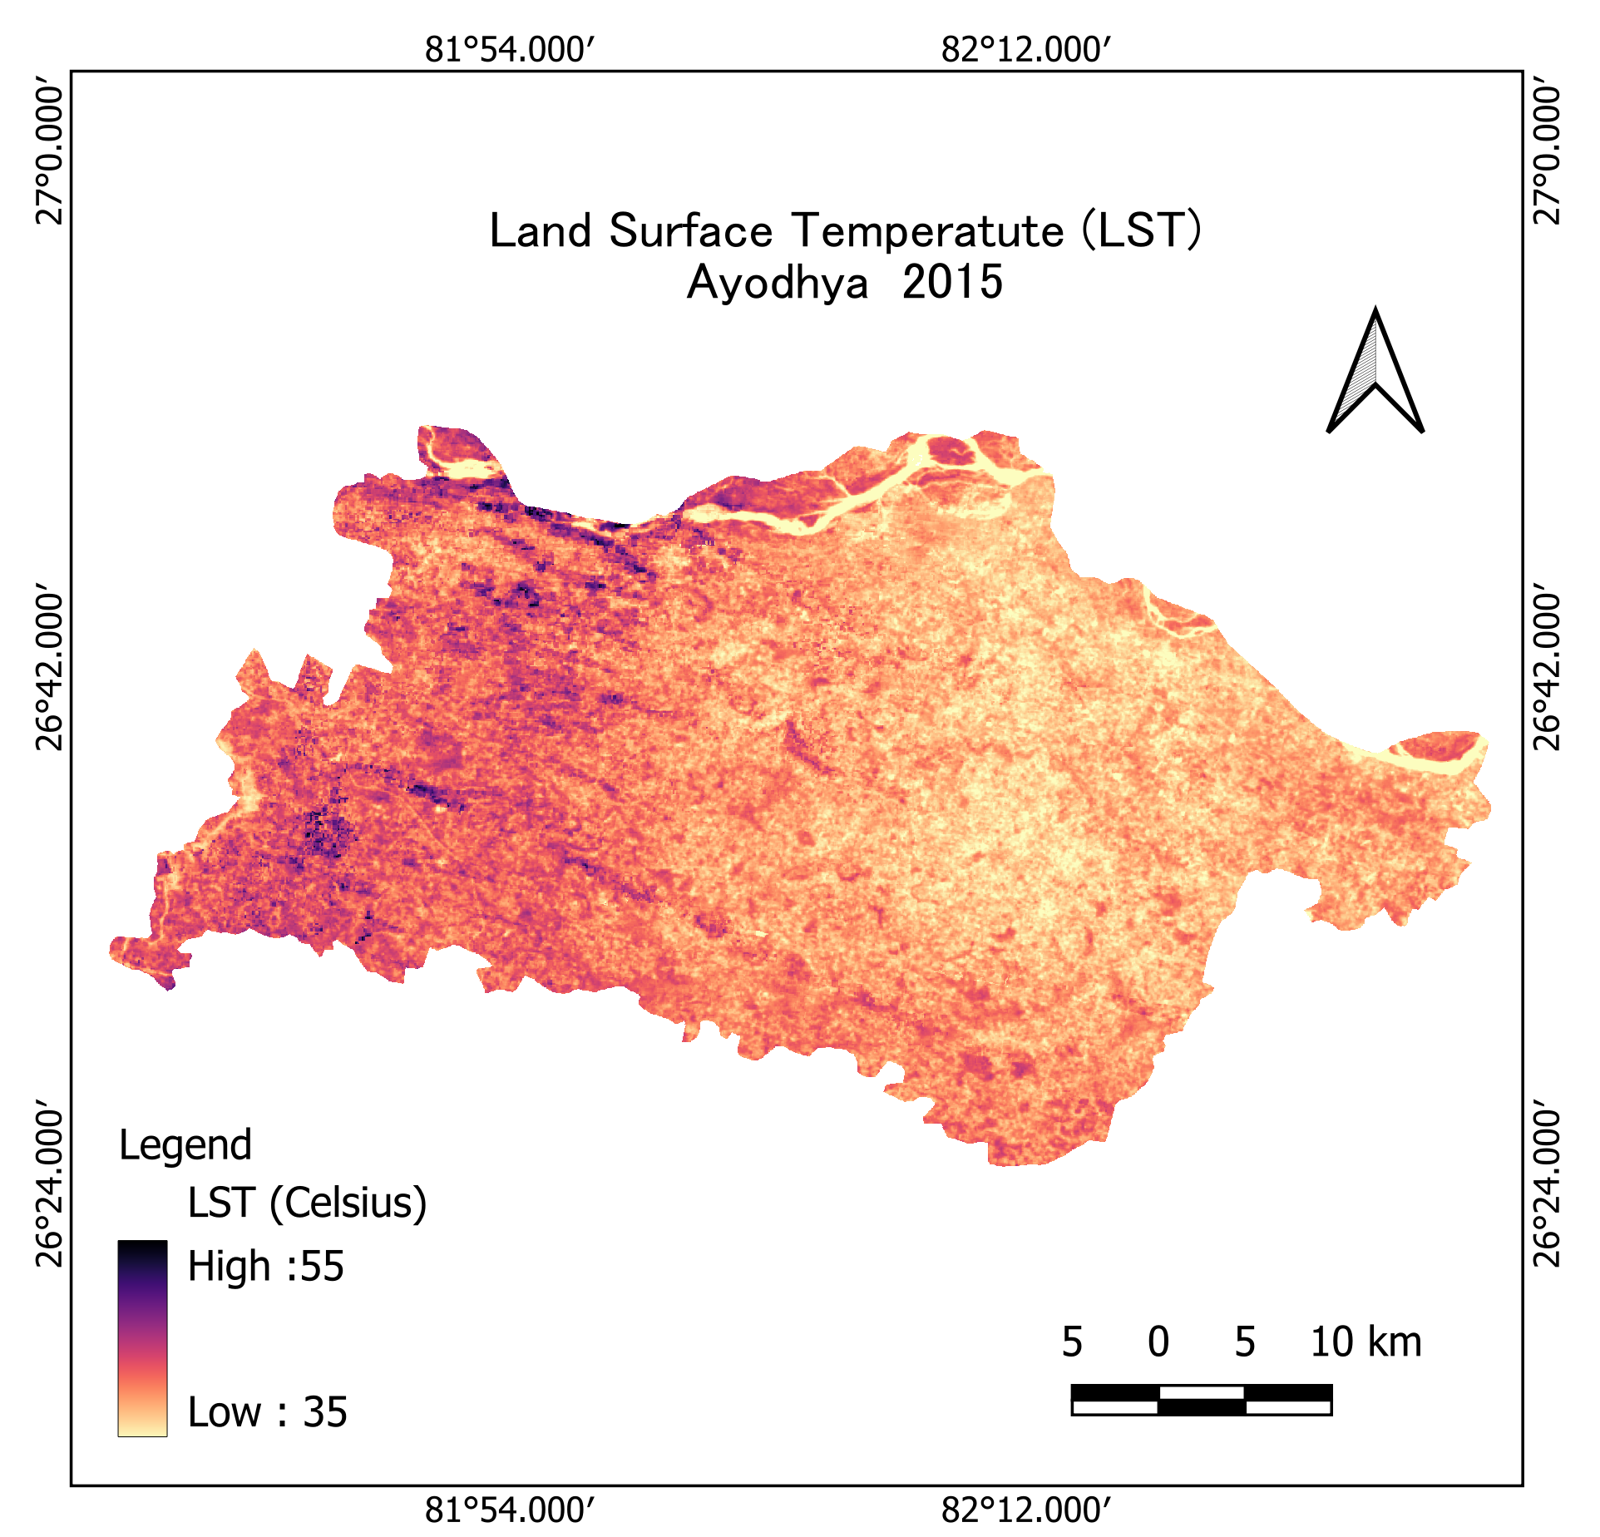 81°54.000′ 82°12.000′
27°0.000′ 27°0.000′
Land Surface Temperatute (LST)
Ayodhya 2015
26°42.000′ 26°42.000′
26°24.000′ 26°24.000′
Legend
LST (Celsius)
High :55
Low : 35
5 0 5 10 km
81°54.000′ 82°12.000′